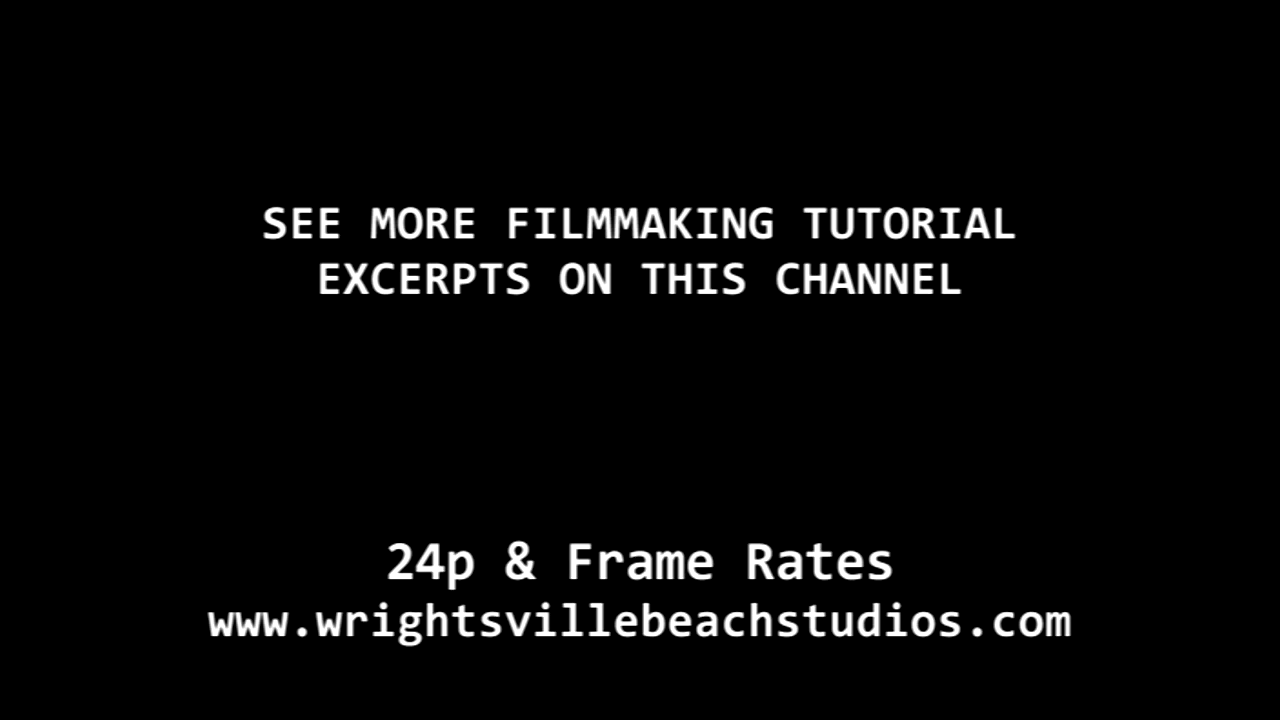 SEE MORE FILMMAKING TUTORIAL
EXCERPTS ON THIS CHANNEL
24p & Frame Rates
www.wrightsvillebeachstudios.com